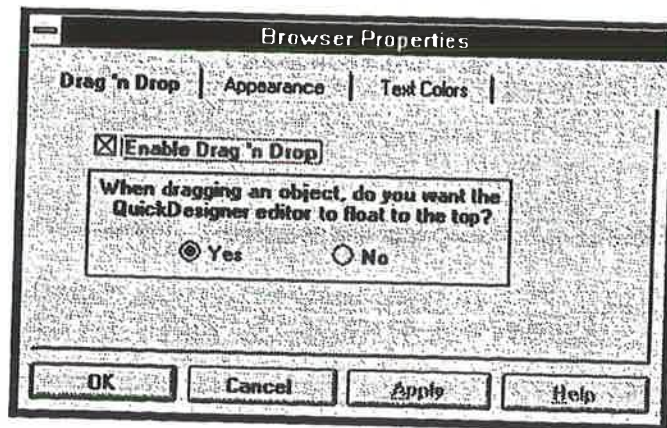 Browser Properties
Drag 'n Drop Appearance Text Colors
Enable Drag 'n Drop
When dragging an object, do you want the
QuickDesigner editor to float to the top?
Yes No
OK Cancel Apply Help